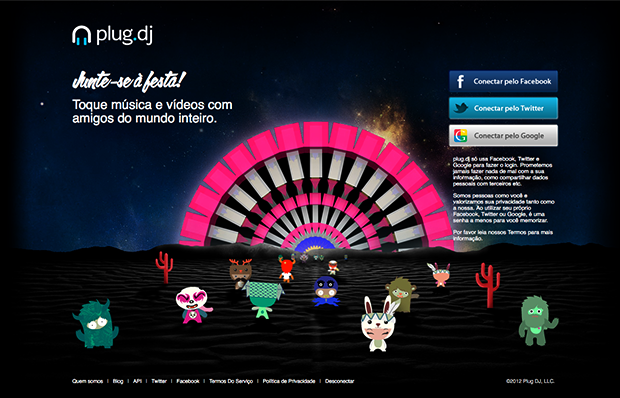 plug.dj
Junte-se à festa!
Toque música e vídeos com
amigos do mundo inteiro.
Conectar pelo Facebook
Conectar pelo Twitter
Conectar pelo Google
plug.dj só usa Facebook, Twitter e
Google para fazer o login. Prometemos
jamais fazer nada de mal com a sua
informação, como compartilhar dados
pessoais com terceiros etc.
Somos pessoas como você e
valorizamos sua privacidade tanto como
a nossa. Ao utilizar seu próprio
Facebook, Twitter ou Google, é uma
senha a menos para você memorizar.
Por favor leia nossos Termos para mais
informação.
Quem somos | Blog | API | Twitter | Facebook | Termos Do Serviço | Política de Privacidade | Desconectar
©2012 Plug DJ, LLC.